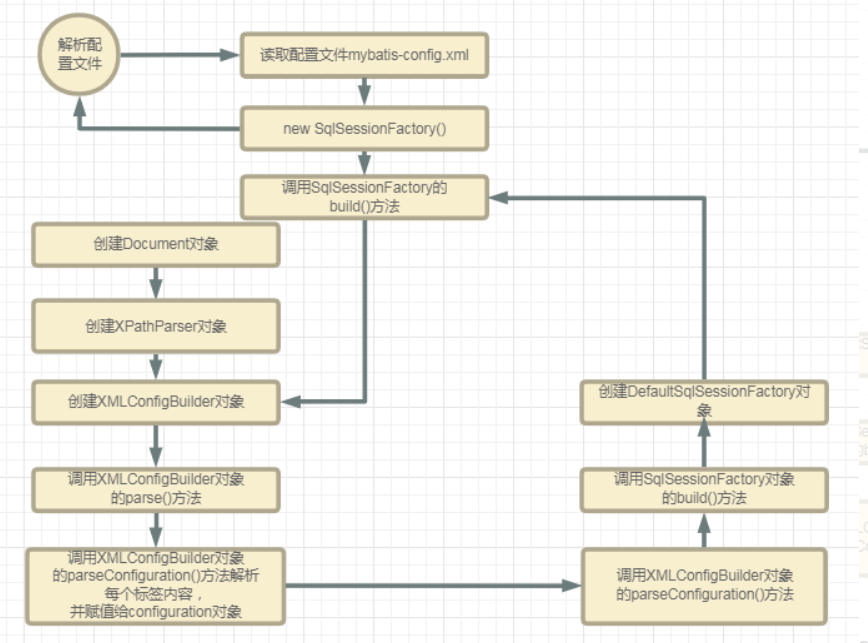 解析配
置文件
读取配置文件mybatis-config.xml
new SqlSessionFactory()
调用SqlSessionFactory的
build()方法
创建Document对象
创建XPathParser对象
创建XMLConfigBuilder对象
调用XMLConfigBuilder对象
的parse()方法
调用XMLConfigBuilder对象
的parseConfiguration()方法解析
每个标签内容，
并赋值给configuration对象
调用XMLConfigBuilder对象
的parseConfiguration()方法
调用SqlSessionFactory对象
的build()方法
创建DefaultSqlSessionFactory对
象